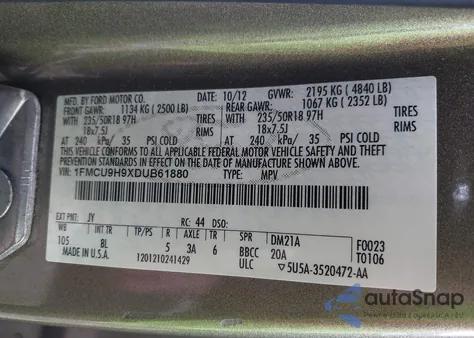 MFD. BY FORD MOTOR CO.
10/12 GVWR: 2195 KG ( 4840 LB)
FRONT GAWR: 1134 KG ( 2500 LB) REAR GAWR: 1067 KG ( 2352 LB)
WITH 235/50R18 97H TIRES WITH 235/50R18 97H TIRES
18x7.5J RIMS 18x7.5J RIMS
AT 240 kPa/ 35 PSI COLD AT 240 kPa/ 35 PSI COLD
THIS VEHICLE CONFORMS TO ALL APPLICABLE FEDERAL MOTOR VEHICLE SAFETY AND THEFT PREVENTION
STANDARDS IN EFFECT ON THE DATE OF MANUFACTURE SHOWN ABOVE.
VIN: 1FMCU9H9XDUB61880 TYPE: MPV
EXT PNT: JY RC: 44 DSO:
WB INT TR AXLE TR SPR DM21A F0023
105 BL 5 3A 6 BBCC 20A T0106
MADE IN U.S.A. 1201210241429 ULC 5U5A-3520472-AA
autoSnap